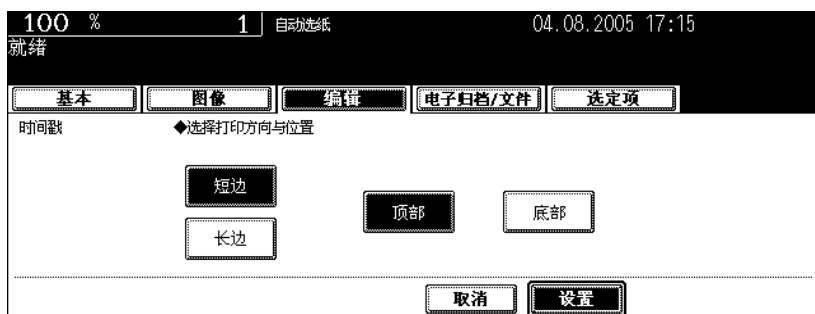 100 % 1 自动选纸 04.08.2005 17:15
就绪
基本 图像 编辑 电子归档/文件 选定项
时间戳 ◆选择打印方向与位置
短边
顶部 底部
长边
取消 设置